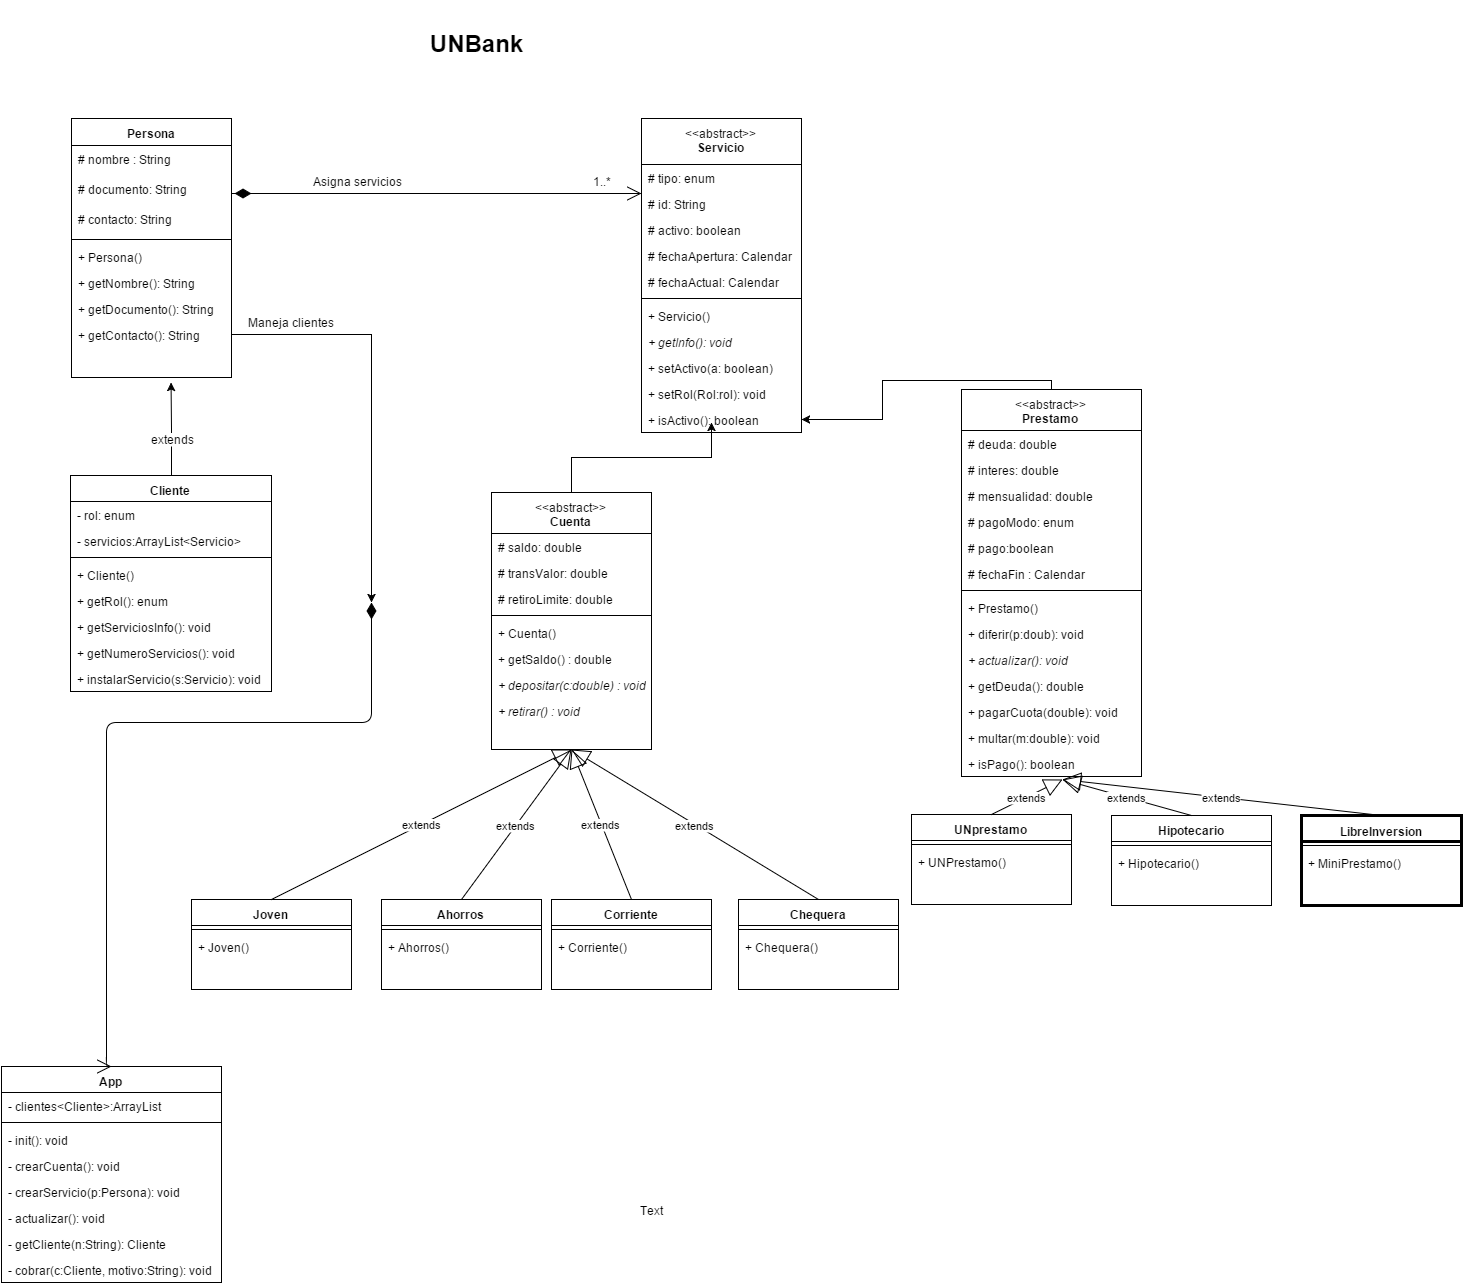 UNBank
Persona
# nombre : String
# documento: String
# contacto: String
+ Persona()
+ getNombre(): String
+ getDocumento(): String
+ getContacto(): String
Asigna servicios
1..*
<<abstract>>
Servicio
# tipo: enum
# id: String
# activo: boolean
# fechaApertura: Calendar
# fechaActual: Calendar
+ Servicio()
+ getInfo(): void
+ setActivo(a: boolean)
+ setRol(Rol:rol): void
+ isActivo(): boolean
Maneja clientes
extends
Cliente
- rol: enum
- servicios:ArrayList<Servicio>
+ Cliente()
+ getRol(): enum
+ getServiciosInfo(): void
+ getNumeroServicios(): void
+ instalarServicio(s:Servicio): void
<<abstract>>
Cuenta
# saldo: double
# transValor: double
# retiroLimite: double
+ Cuenta()
+ getSaldo() : double
+ depositar(c:double) : void
+ retirar() : void
<<abstract>>
Prestamo
# deuda: double
# interes: double
# mensualidad: double
# pagoModo: enum
# pago:boolean
# fechaFin : Calendar
+ Prestamo()
+ diferir(p:doub): void
+ actualizar(): void
+ getDeuda(): double
+ pagarCuota(double): void
+ multar(m:double): void
+ isPago(): boolean
extends
extends
extends
UNprestamo
+ UNPrestamo()
Hipotecario
+ Hipotecario()
LibreInversion
+ MiniPrestamo()
extends
extends
extends
extends
Joven
+ Joven()
Ahorros
+ Ahorros()
Corriente
+ Corriente()
Chequera
+ Chequera()
App
- clientes<Cliente>:ArrayList
- init(): void
- crearCuenta(): void
- crearServicio(p:Persona): void
- actualizar(): void
- getCliente(n:String): Cliente
- cobrar(c:Cliente, motivo:String): void
Text